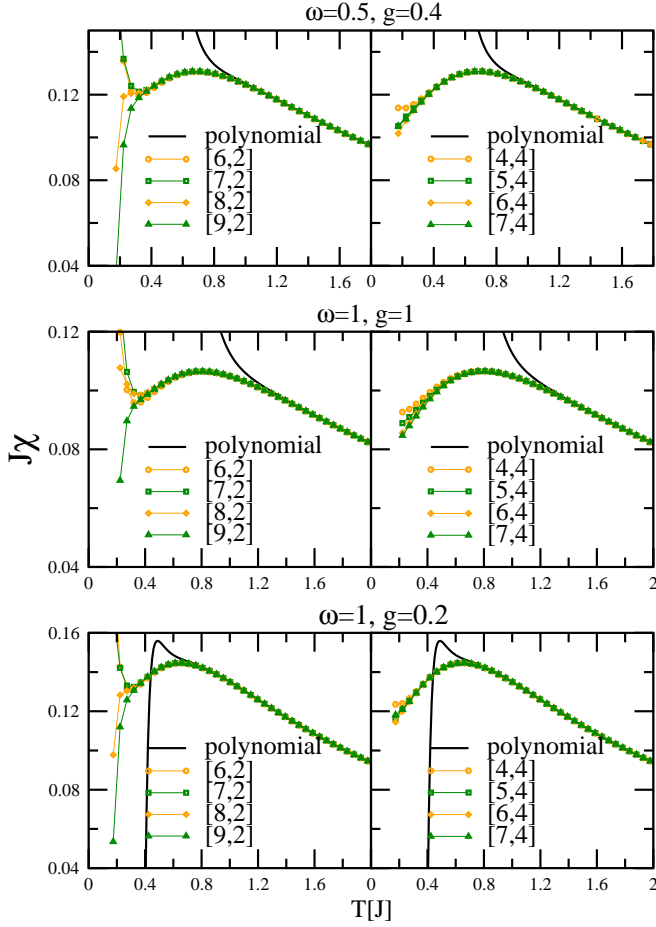 ω=0.5, g=0.4
0.12
0.08
0.04
polynomial
[6,2]
[7,2]
[8,2]
[9,2]
polynomial
[4,4]
[5,4]
[6,4]
[7,4]
0 0.4 0.8 1.2 1.6 0 0.4 0.8 1.2 1.6
ω=1, g=1
0.12
0.08
0.04
Jχ
polynomial
[6,2]
[7,2]
[8,2]
[9,2]
polynomial
[4,4]
[5,4]
[6,4]
[7,4]
0 0.4 0.8 1.2 1.6 0 0.4 0.8 1.2 1.6 2
ω=1, g=0.2
0.16
0.12
0.08
0.04
polynomial
[6,2]
[7,2]
[8,2]
[9,2]
polynomial
[4,4]
[5,4]
[6,4]
[7,4]
0 0.4 0.8 1.2 1.6 0 0.4 0.8 1.2 1.6 2
T[J]